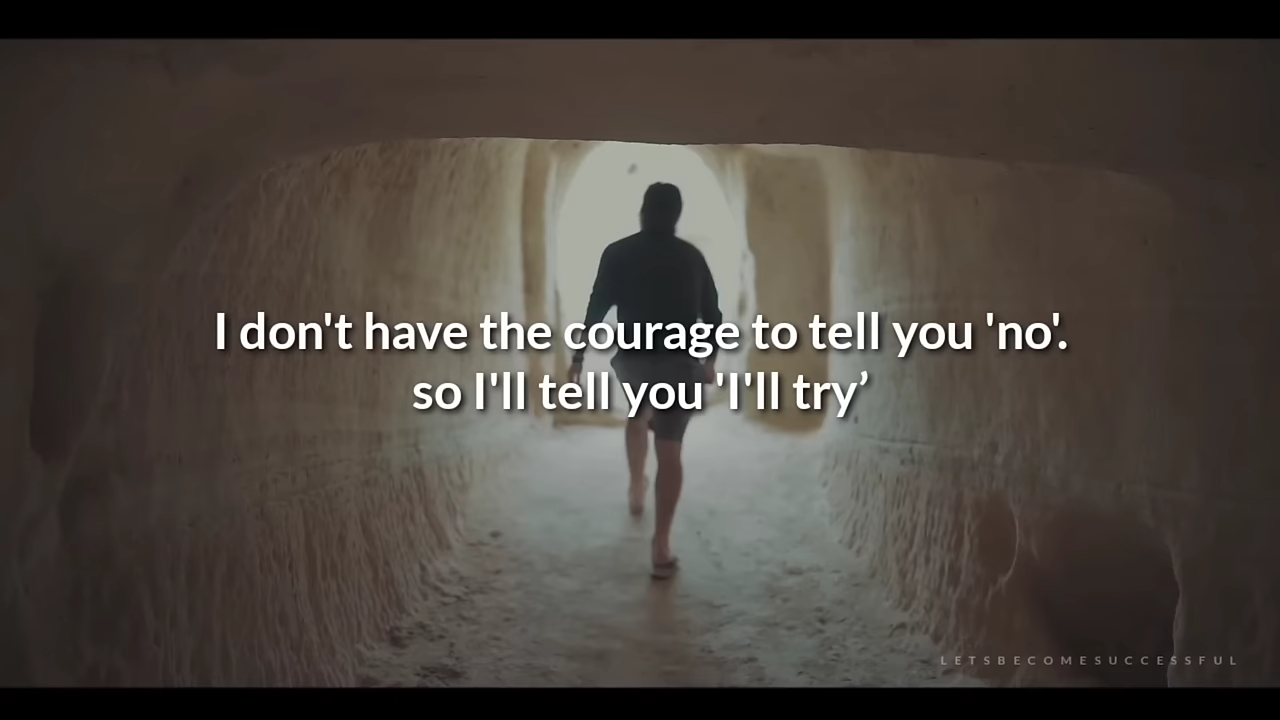 I don't have the courage to tell you 'no'.
so I'll tell you 'I'll try’
LETSBECOMESUCCESSFUL